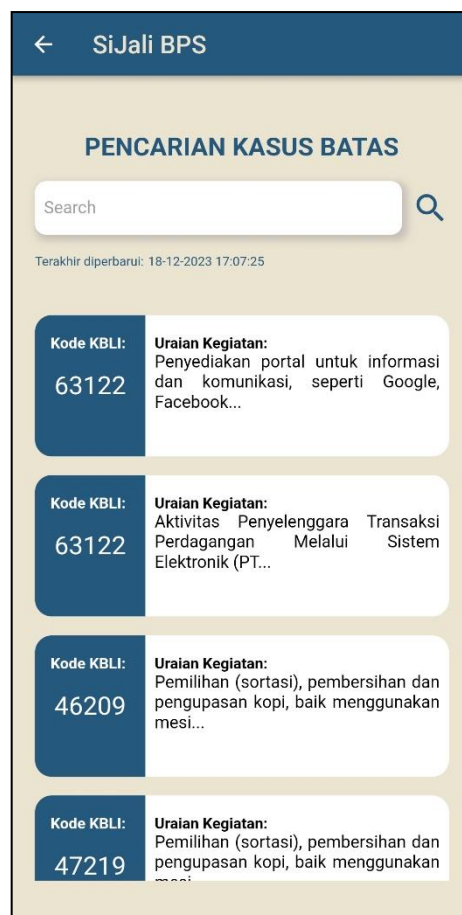 SiJali BPS
PENCARIAN KASUS BATAS
Search
Terakhir diperbarui: 18-12-2023 17:07:25
Kode KBLI:
63122
Uraian Kegiatan:
Penyediakan portal untuk informasi
dan komunikasi, seperti Google,
Facebook...
Kode KBLI:
63122
Uraian Kegiatan:
Aktivitas Penyelenggara Transaksi
Perdagangan Melalui Sistem
Elektronik (PT...
Kode KBLI:
46209
Uraian Kegiatan:
Pemilihan (sortasi), pembersihan dan
pengupasan kopi, baik menggunakan
mesi...
Kode KBLI:
47219
Uraian Kegiatan:
Pemilihan (sortasi), pembersihan dan
pengupasan kopi, baik menggunakan